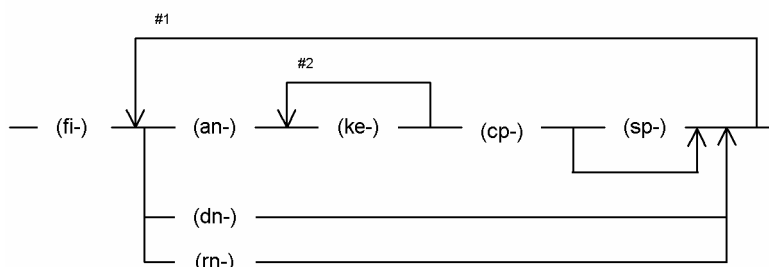 #1
#2
(fi-) (an-) (ke-) (cp-) (sp-)
(dn-)
(rn-)